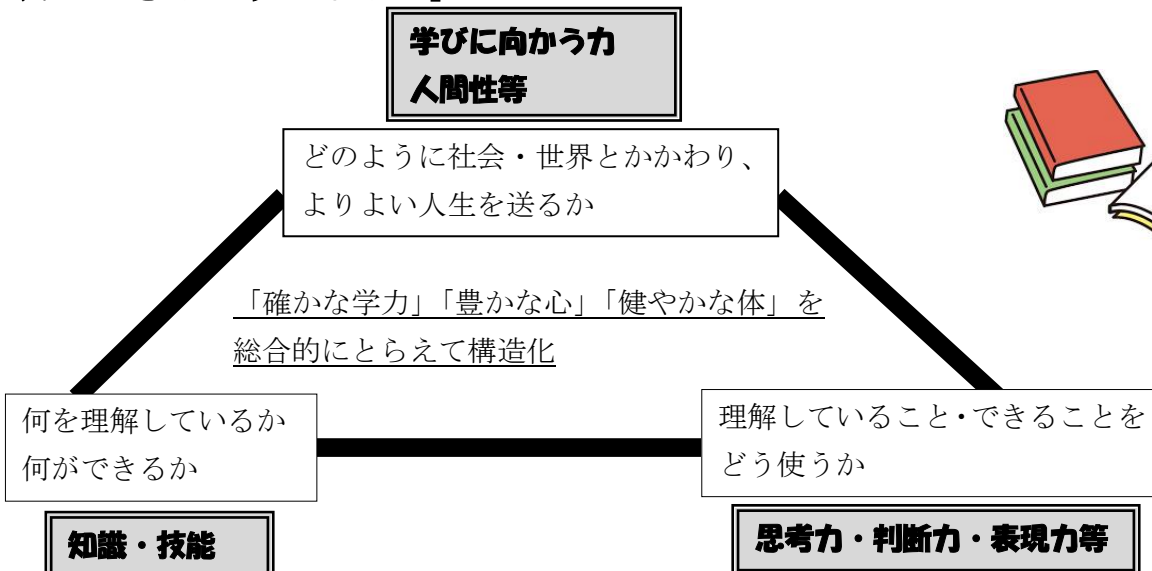 学びに向かう力
人間性等
どのように社会・世界とかかわり、
よりよい人生を送るか
「確かな学力」「豊かな心」「健やかな体」を
総合的にとらえて構造化
何を理解しているか
何ができるか
理解していること・できることを
どう使うか
知識・技能
思考力・判断力・表現力等